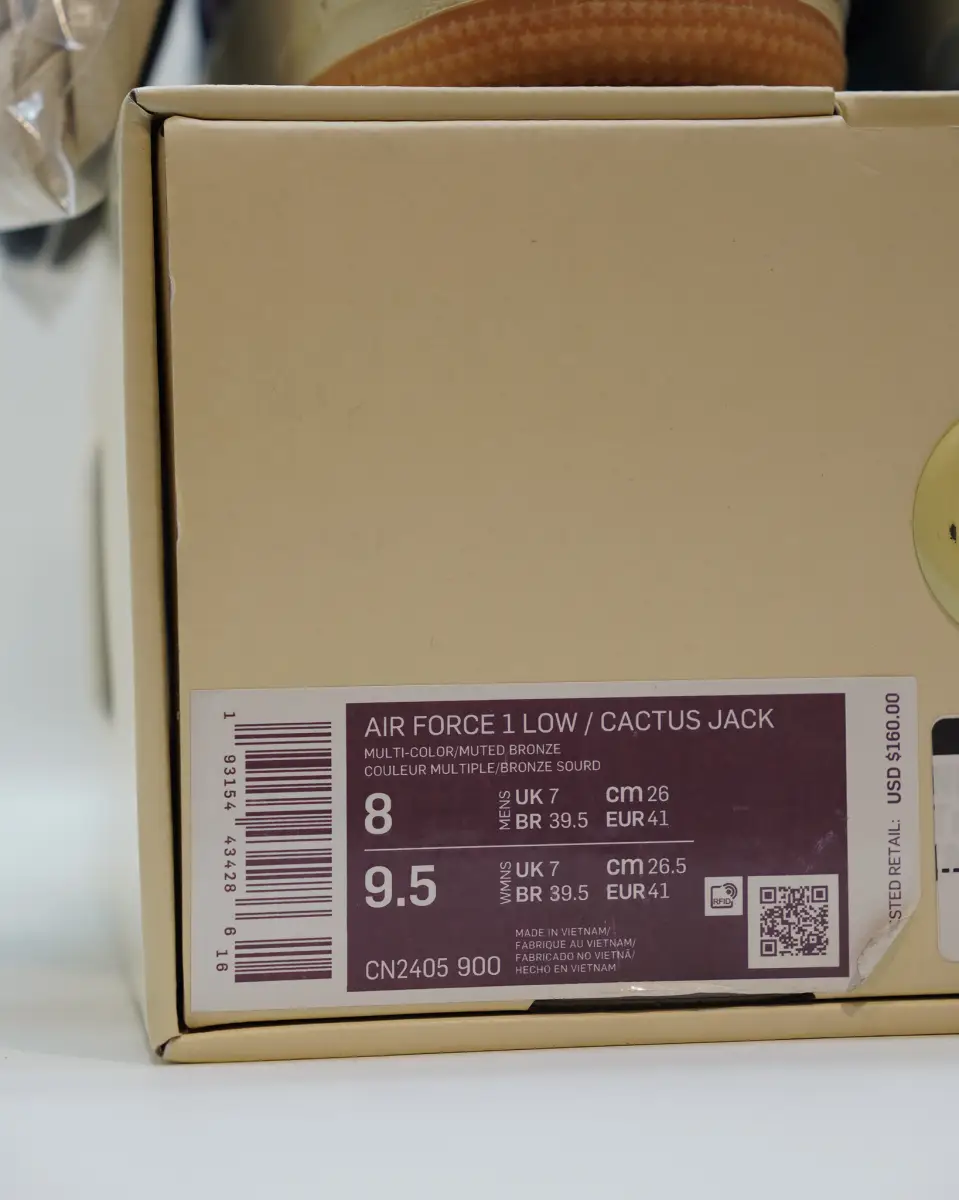 AIR FORCE 1 LOW / CACTUS JACK
MULTI-COLOR/MUTED BRONZE
COULEUR MULTIPLE/BRONZE SOURD
8 MENS UK 7 cm 26
BR 39.5 EUR 41
9.5 WMNS UK 7 cm 26.5
BR 39.5 EUR 41
RFID
MADE IN VIETNAM/
FABRIQUE AU VIETNAM/
FABRICADO NO VIETNÃ/
HECHO EN VIETNAM
CN2405 900
1 93154 43428 6 16
STED RETAIL: USD $160.00